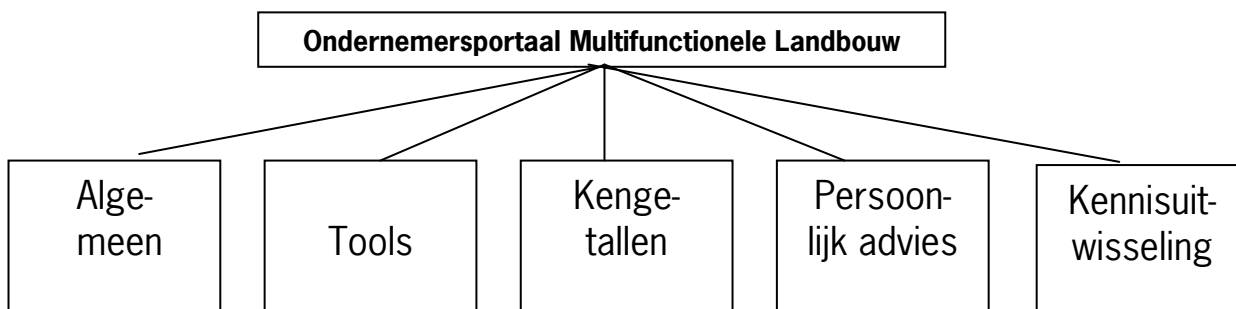 Ondernemersportaal Multifunctionele Landbouw
Alge-
meen
Tools
Kenge-
tallen
Persoon-
lijk advies
Kennisuit-
wisseling